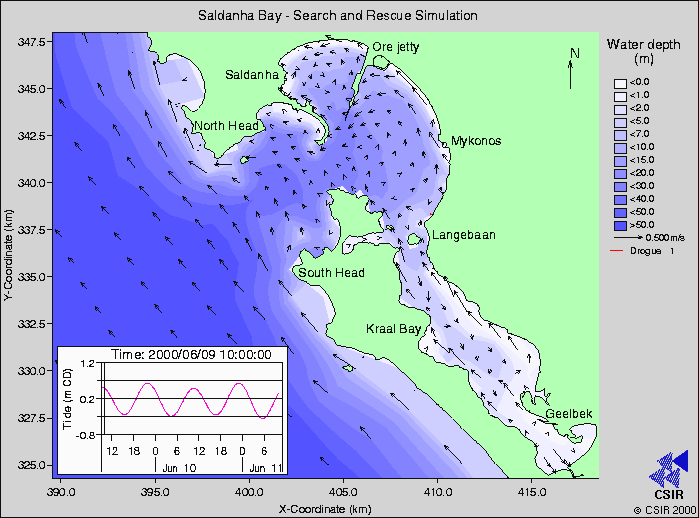 Saldanha Bay - Search and Rescue Simulation
347.5
345.0
342.5
340.0
337.5
335.0
332.5
330.0
327.5
325.0
Y-Coordinate (km)
390.0 395.0 400.0 405.0 410.0 415.0
X-Coordinate (km)
Ore jetty
Saldanha
North Head
Mykonos
Langebaan
South Head
Kraal Bay
Geelbek
N
Water depth
(m)
<0.0
<1.0
<2.0
<5.0
<7.0
<10.0
<15.0
<20.0
<30.0
<40.0
<50.0
>50.0
0.500m/s
Drogue 1
Time: 2000/06/09 10:00:00
1.2
0.2
-0.8
Tide (m CD)
12 18 0 6 12 18 0 6
Jun 10 Jun 11
CSIR
© CSIR 2000